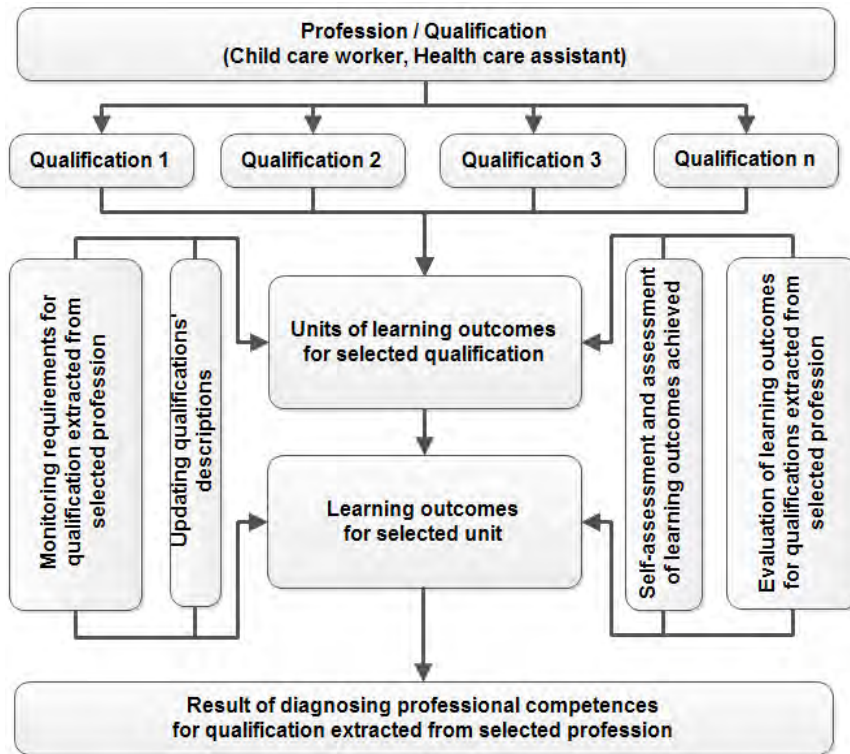 Profession / Qualification
(Child care worker, Health care assistant)
Qualification 1
Qualification 2
Qualification 3
Qualification n
Monitoring requirements for
qualification extracted from
selected profession
Updating qualifications'
descriptions
Units of learning outcomes
for selected qualification
Learning outcomes
for selected unit
Self-assessment and assessment
of learning outcomes achieved
Evaluation of learning outcomes
for qualifications extracted from
selected profession
Result of diagnosing professional competences
for qualification extracted from selected profession